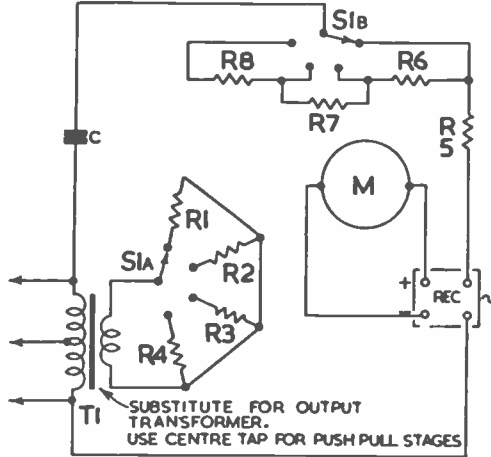 S1B
R8
R6
R7
R
5
C
M
R1
S1A
R2
+
REC
~
R3
-
R4
T1
SUBSTITUTE FOR OUTPUT
TRANSFORMER.
USE CENTRE TAP FOR PUSH PULL STAGES